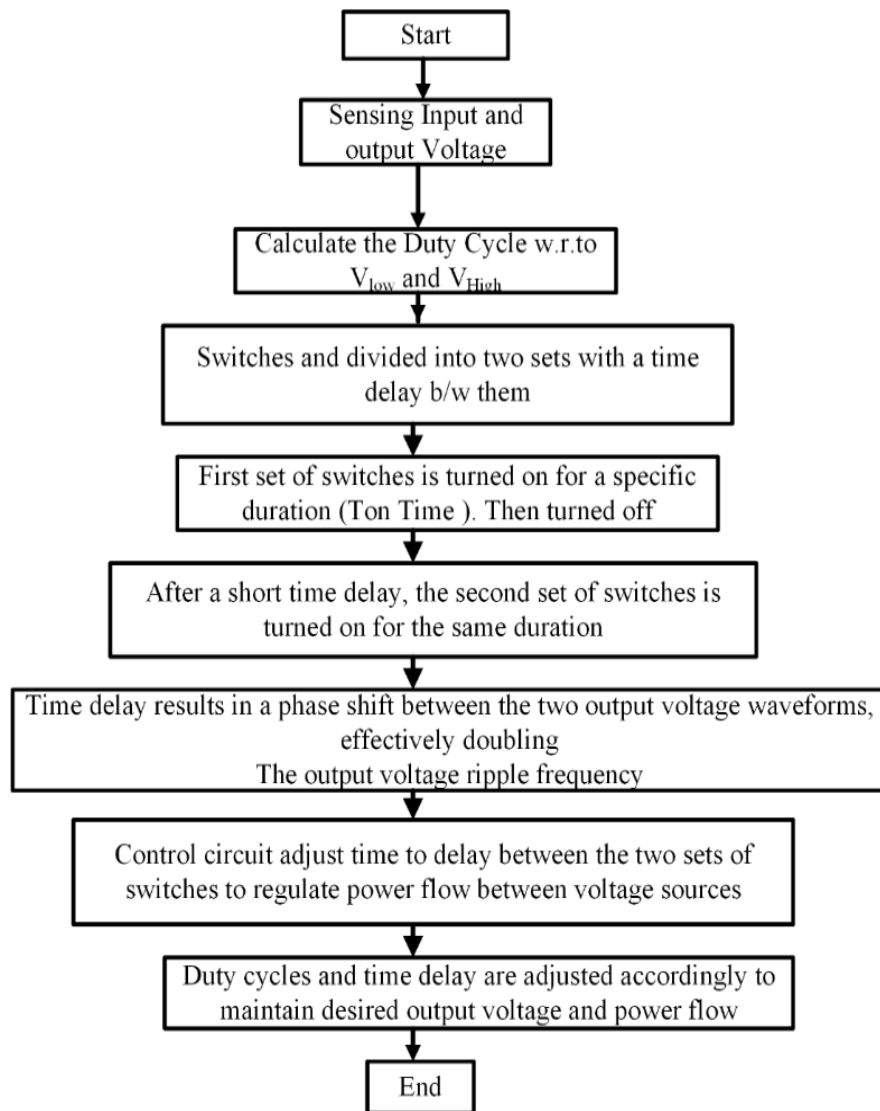 Start
Sensing Input and
output Voltage
Calculate the Duty Cycle w.r.to
Vlow and VHigh
Switches and divided into two sets with a time
delay b/w them
First set of switches is turned on for a specific
duration (Ton Time ). Then turned off
After a short time delay, the second set of switches is
turned on for the same duration
Time delay results in a phase shift between the two output voltage waveforms,
effectively doubling
The output voltage ripple frequency
Control circuit adjust time to delay between the two sets of
switches to regulate power flow between voltage sources
Duty cycles and time delay are adjusted accordingly to
maintain desired output voltage and power flow
End